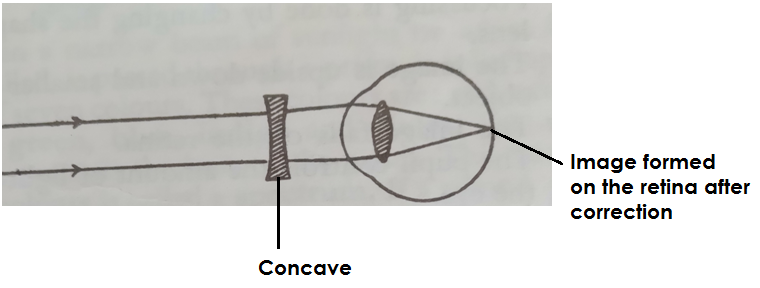 Image formed
on the retina after
correction
Concave